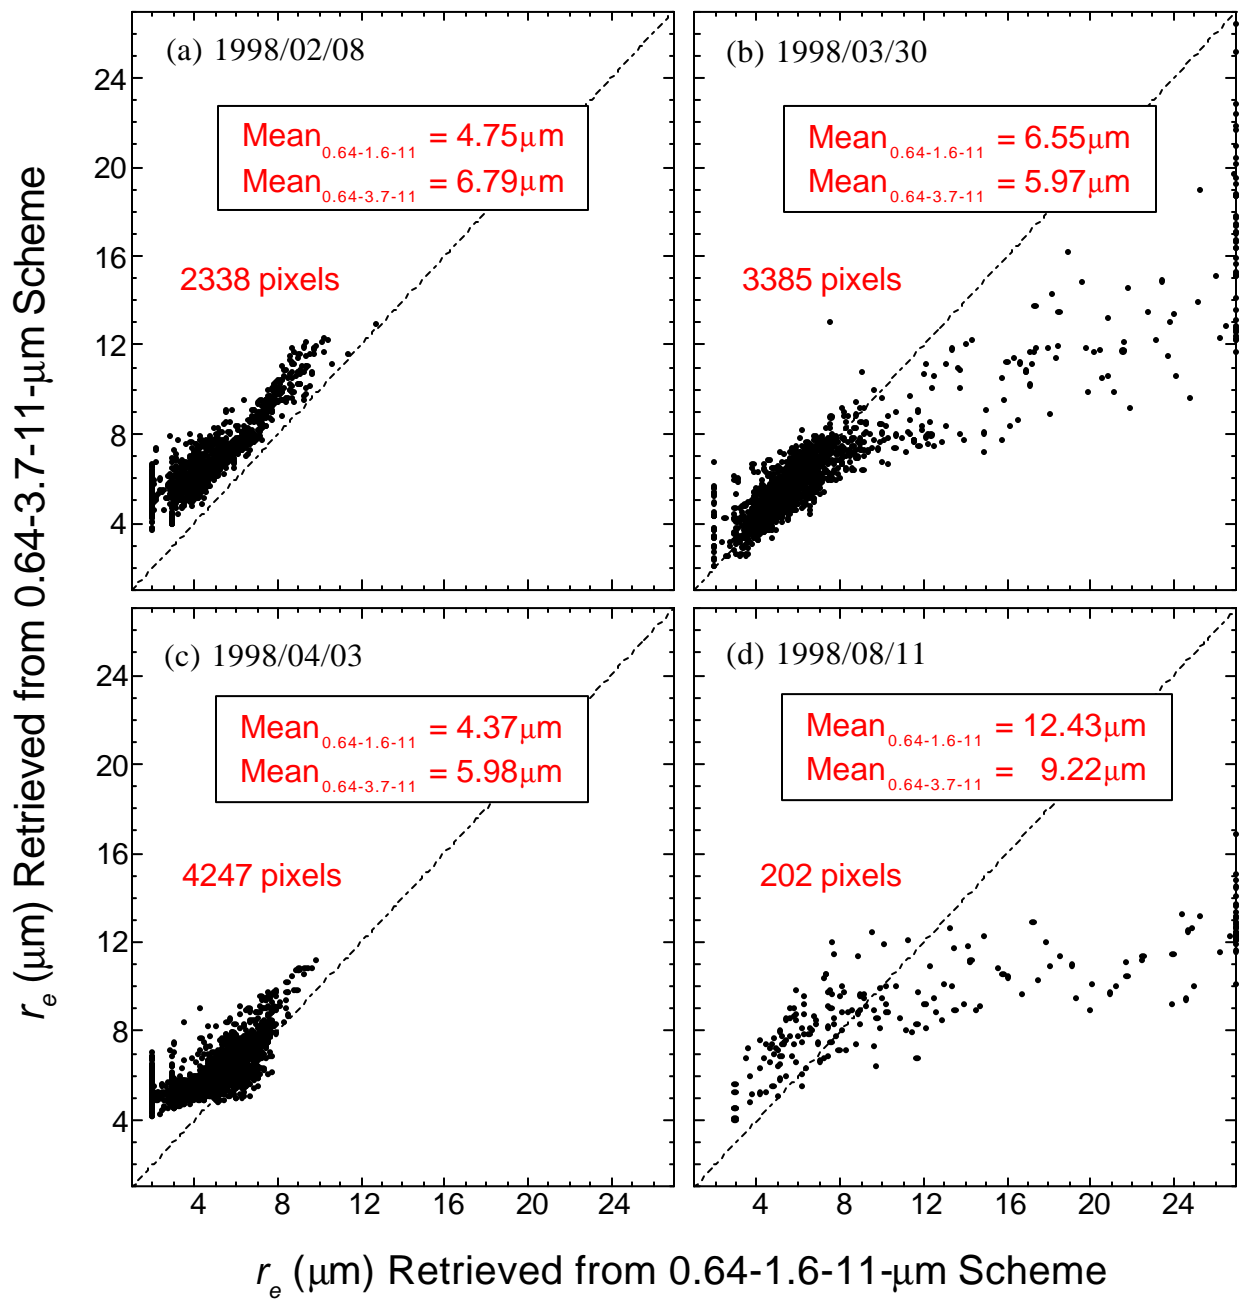 (a) 1998/02/08
Mean0.64-1.6-11 = 4.75μm
Mean0.64-3.7-11 = 6.79μm
2338 pixels
24
20
16
12
8
4
(b) 1998/03/30
Mean0.64-1.6-11 = 6.55μm
Mean0.64-3.7-11 = 5.97μm
3385 pixels
(c) 1998/04/03
Mean0.64-1.6-11 = 4.37μm
Mean0.64-3.7-11 = 5.98μm
4247 pixels
24
20
16
12
8
4
4 8 12 16 20 24
(d) 1998/08/11
Mean0.64-1.6-11 = 12.43μm
Mean0.64-3.7-11 = 9.22μm
202 pixels
4 8 12 16 20 24
re (μm) Retrieved from 0.64-3.7-11-μm Scheme
re (μm) Retrieved from 0.64-1.6-11-μm Scheme